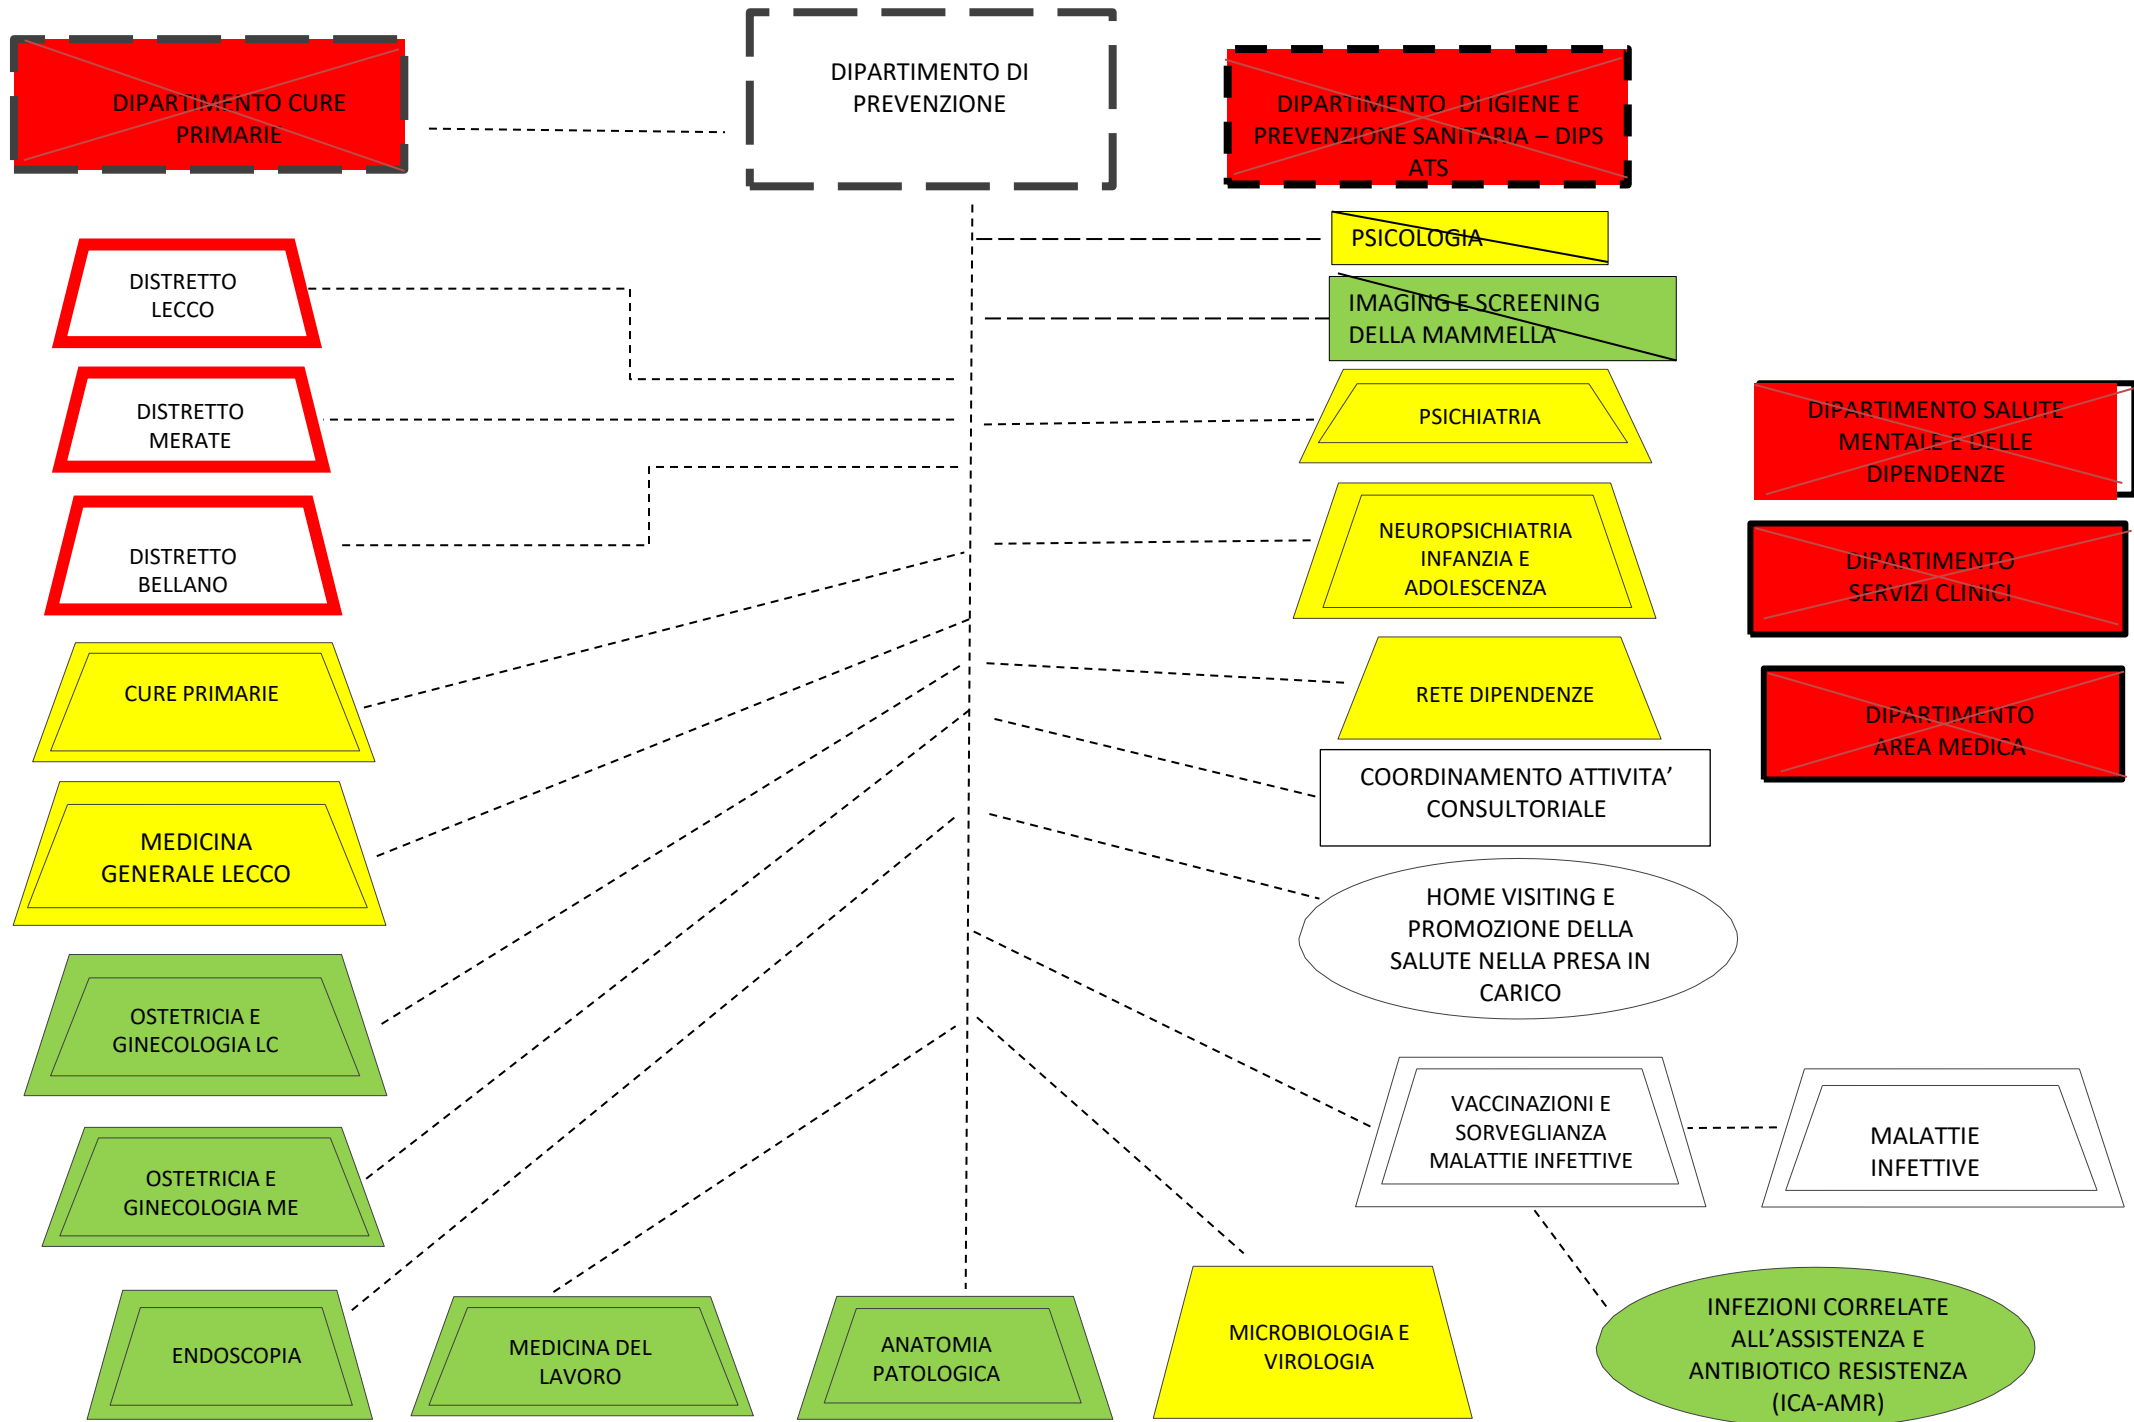 DIPARTIMENTO CURE
PRIMARIE
DIPARTIMENTO DI
PREVENZIONE
DIPARTIMENTO DI IGIENE E
PREVENZIONE SANITARIA – DIPS
ATS
DISTRETTO
LECCO
DISTRETTO
MERATE
DISTRETTO
BELLANO
CURE PRIMARIE
MEDICINA
GENERALE LECCO
OSTETRICIA E
GINECOLOGIA LC
OSTETRICIA E
GINECOLOGIA ME
ENDOSCOPIA
MEDICINA DEL
LAVORO
ANATOMIA
PATOLOGICA
MICROBIOLOGIA E
VIROLOGIA
PSICOLOGIA
IMAGING E SCREENING
DELLA MAMMELLA
PSICHIATRIA
NEUROPSICHIATRIA
INFANZIA E
ADOLESCENZA
RETE DIPENDENZE
COORDINAMENTO ATTIVITA’
CONSULTORIALE
HOME VISITING E
PROMOZIONE DELLA
SALUTE NELLA PRESA IN
CARICO
VACCINAZIONI E
SORVEGLIANZA
MALATTIE INFETTIVE
MALATTIE
INFETTIVE
INFEZIONI CORRELATE
ALL’ASSISTENZA E
ANTIBIOTICO RESISTENZA
(ICA-AMR)
DIPARTIMENTO SALUTE
MENTALE E DELLE
DIPENDENZE
DIPARTIMENTO
SERVIZI CLINICI
DIPARTIMENTO
AREA MEDICA